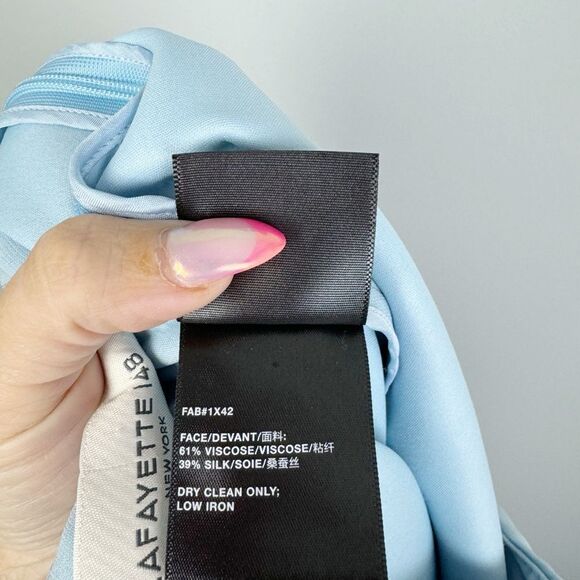 FAB#1X42
FACE/DEVANT/面料:
61% VISCOSE/VISCOSE/粘纤
39% SILK/SOIE/桑蚕丝
DRY CLEAN ONLY;
LOW IRON
AFAYETTE 148
NEW YORK